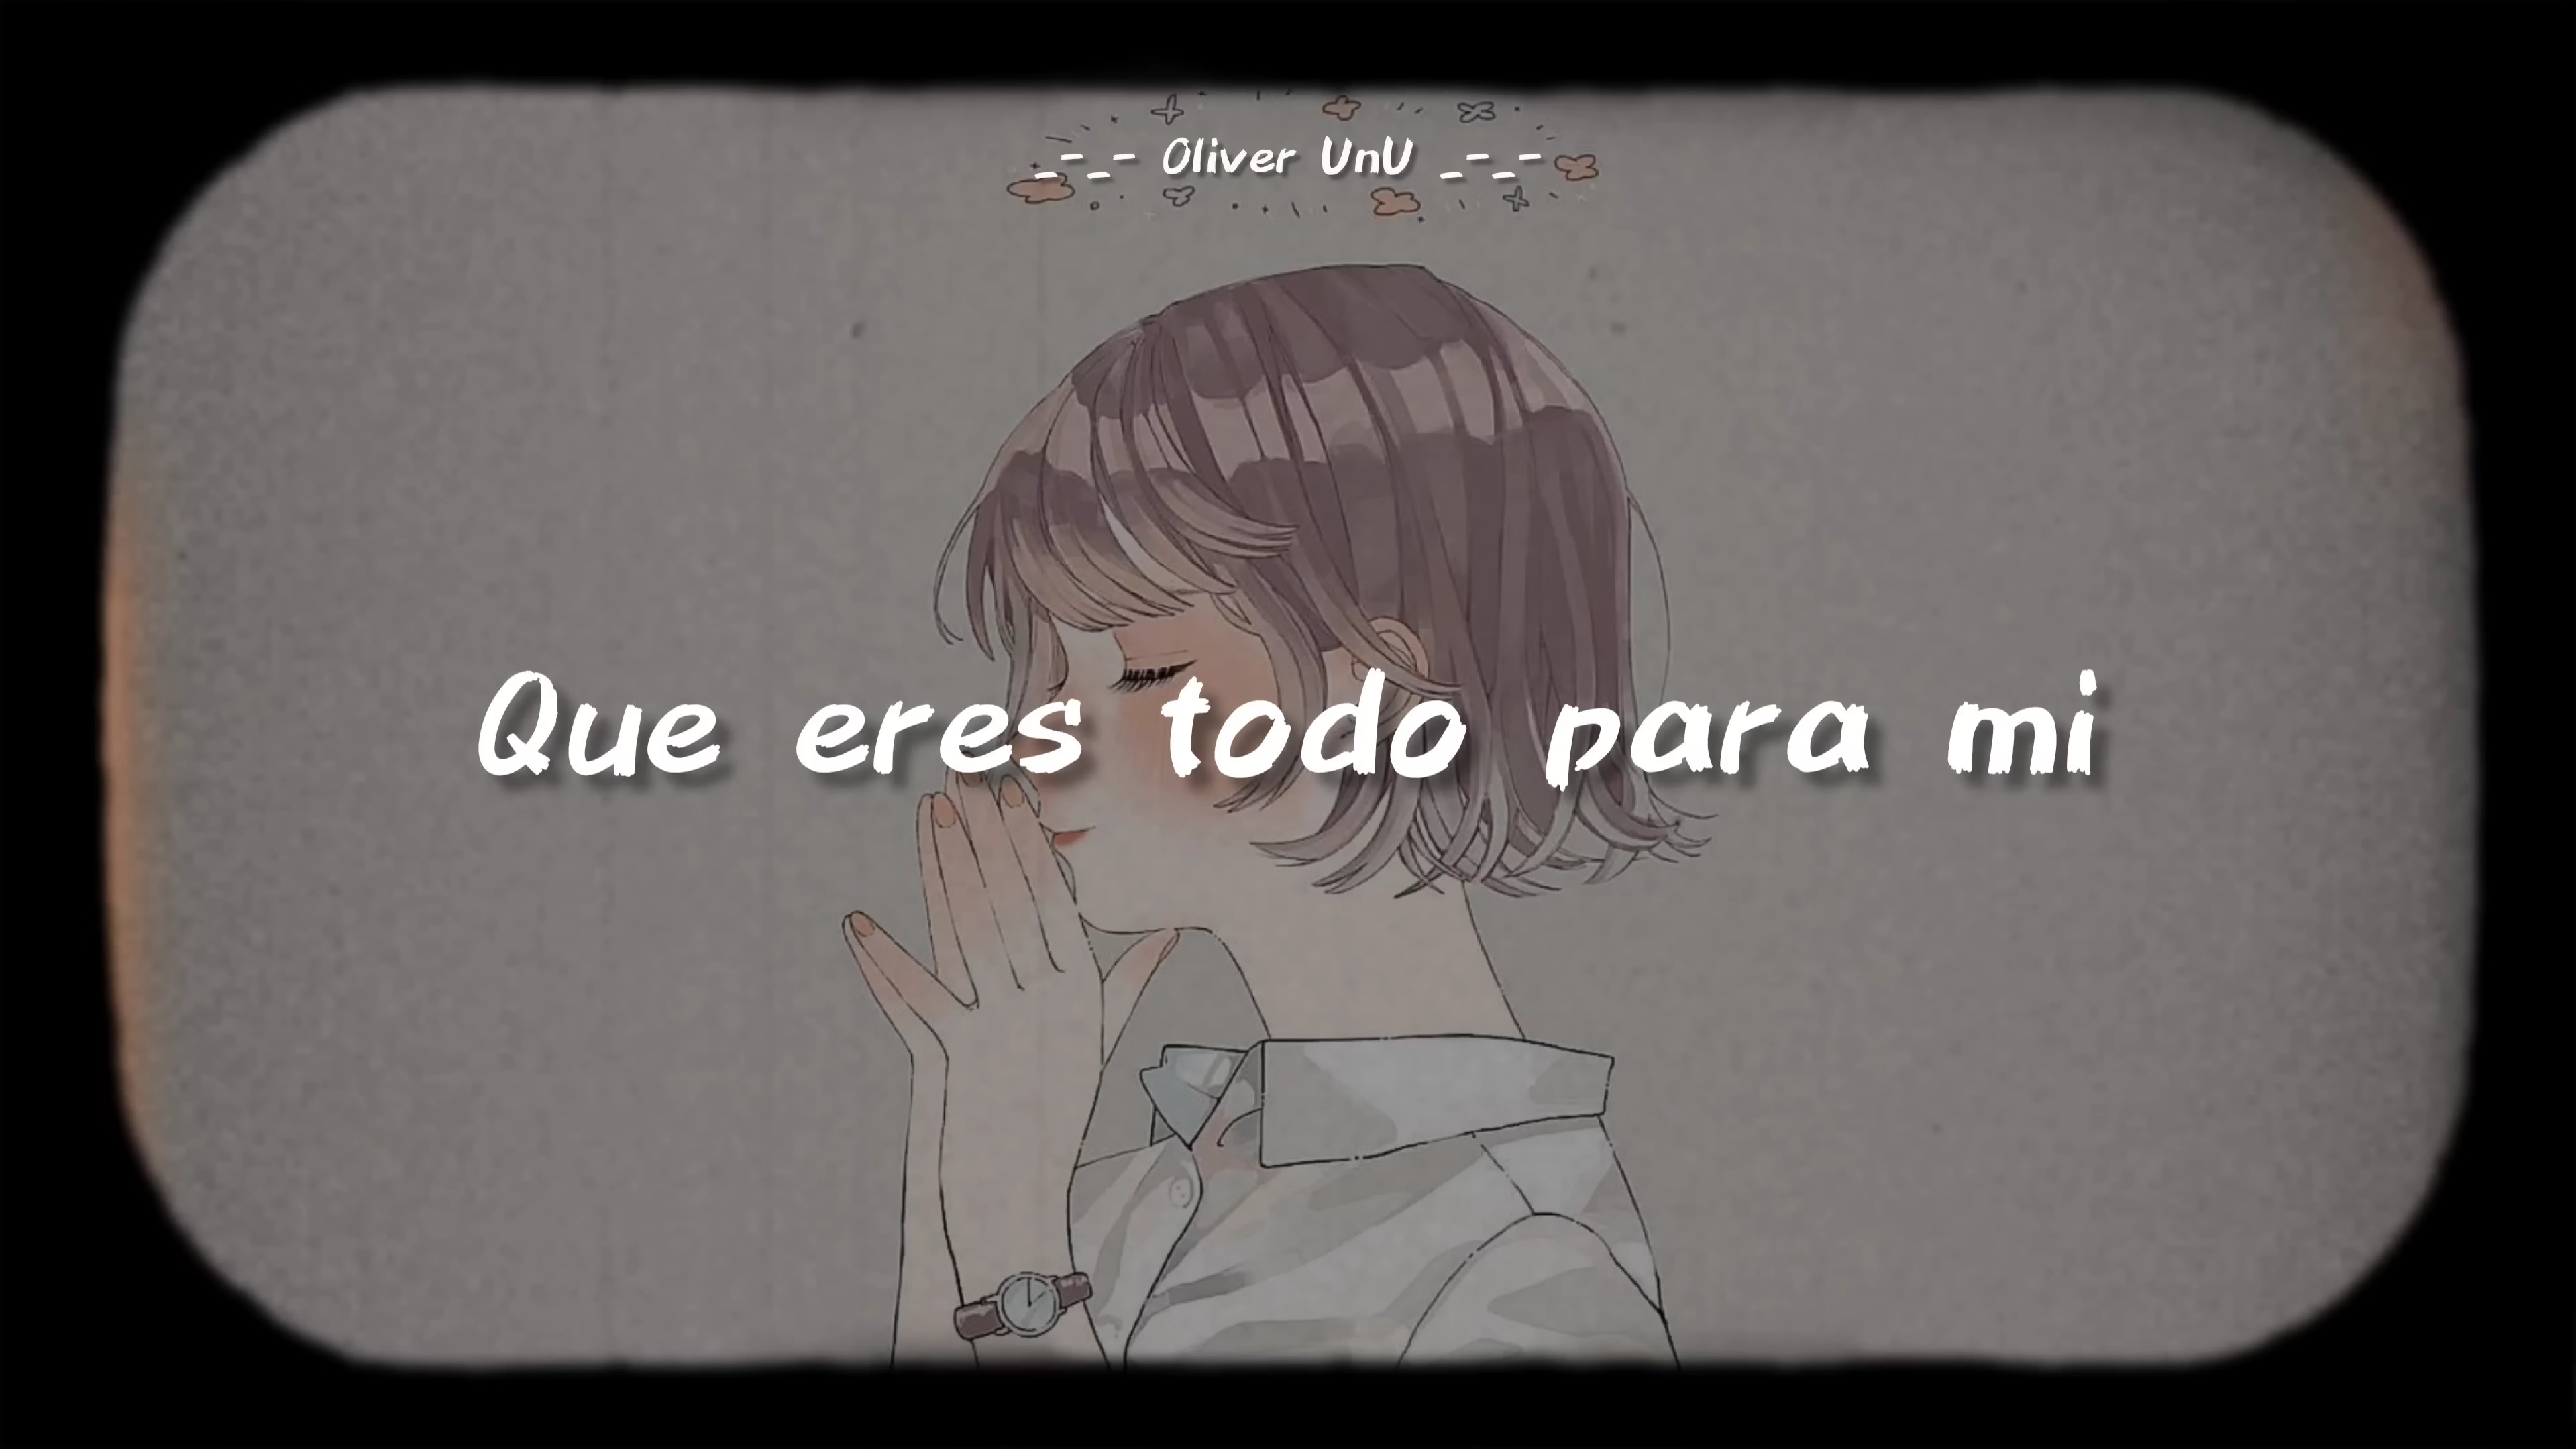 _-_- Oliver UnU _-_-
Que eres todo para mi